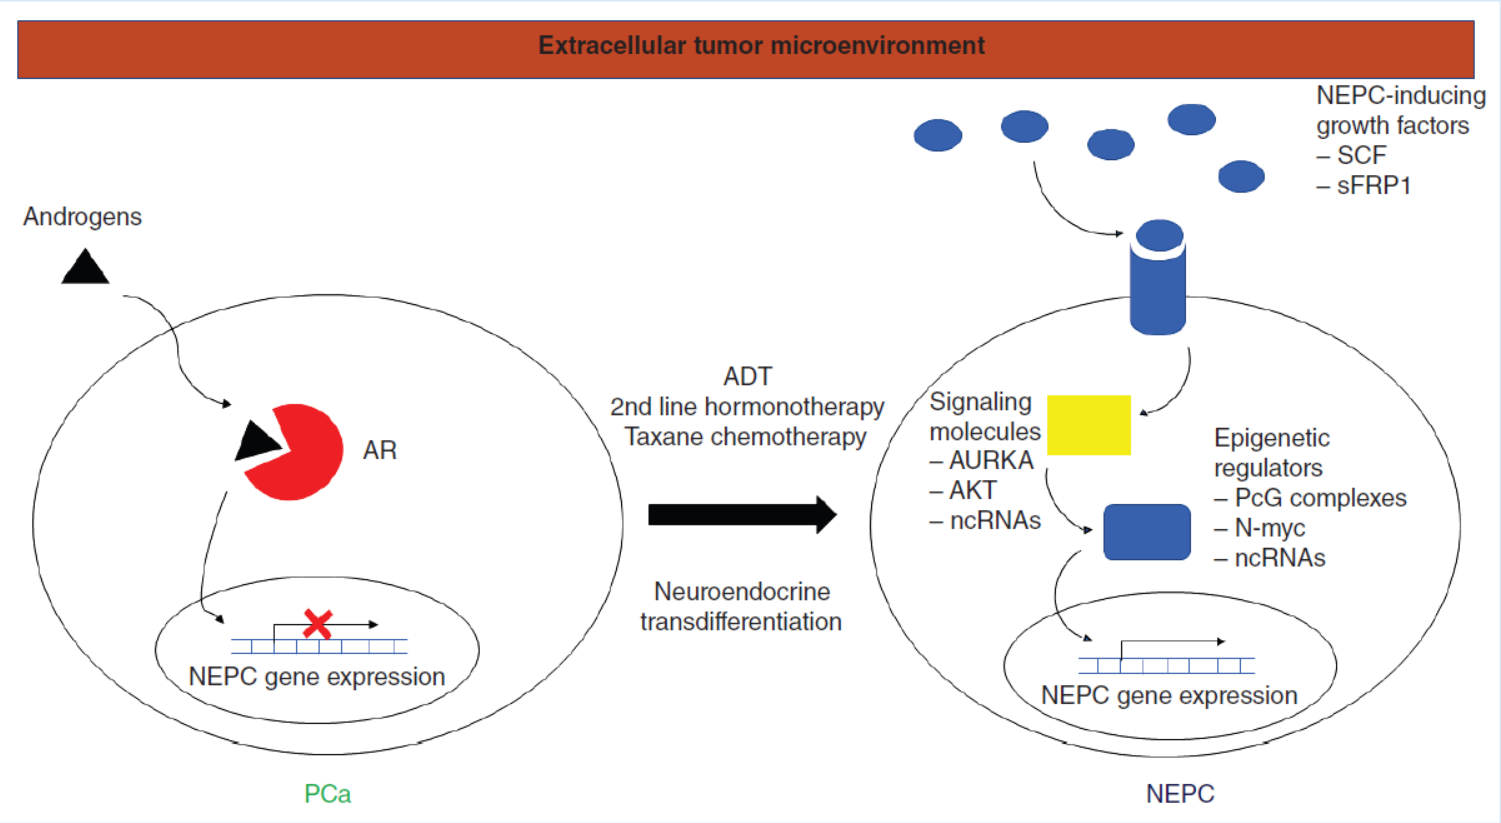 Extracellular tumor microenvironment
NEPC-inducing
growth factors
– SCF
– sFRP1
Androgens
AR
NEPC gene expression
PCa
ADT
2nd line hormonotherapy
Taxane chemotherapy
Neuroendocrine
transdifferentiation
Signaling
molecules
– AURKA
– AKT
– ncRNAs
Epigenetic
regulators
– PcG complexes
– N-myc
– ncRNAs
NEPC gene expression
NEPC